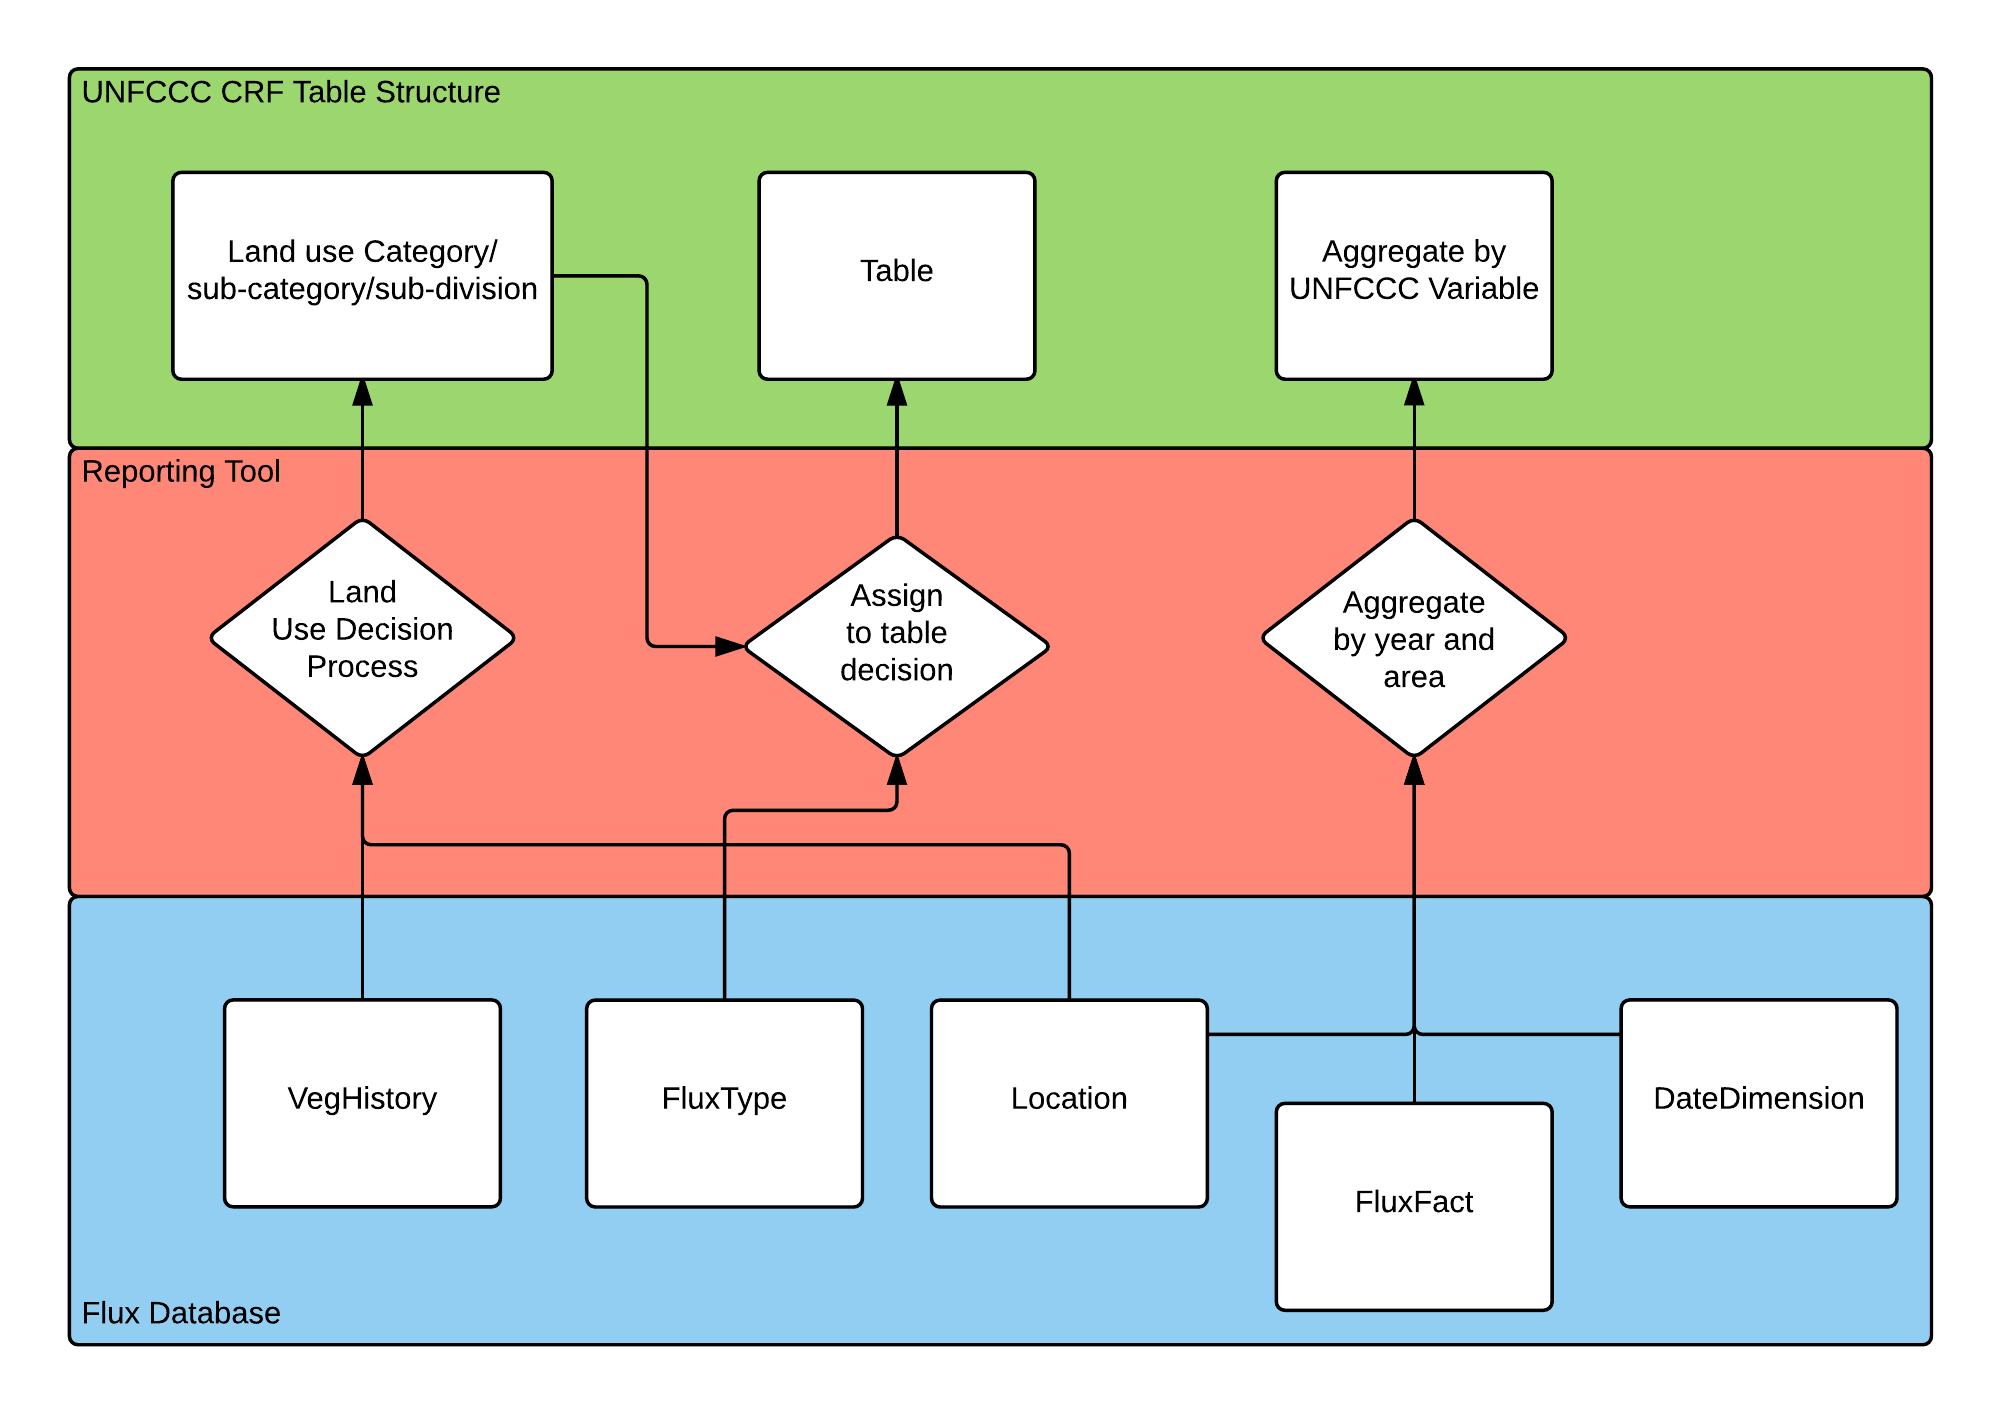 UNFCCC CRF Table Structure
Land use Category/
sub-category/sub-division
Table
Aggregate by
UNFCCC Variable
Reporting Tool
Land
Use Decision
Process
Assign
to table
decision
Aggregate
by year and
area
VegHistory
FluxType
Location
FluxFact
DateDimension
Flux Database